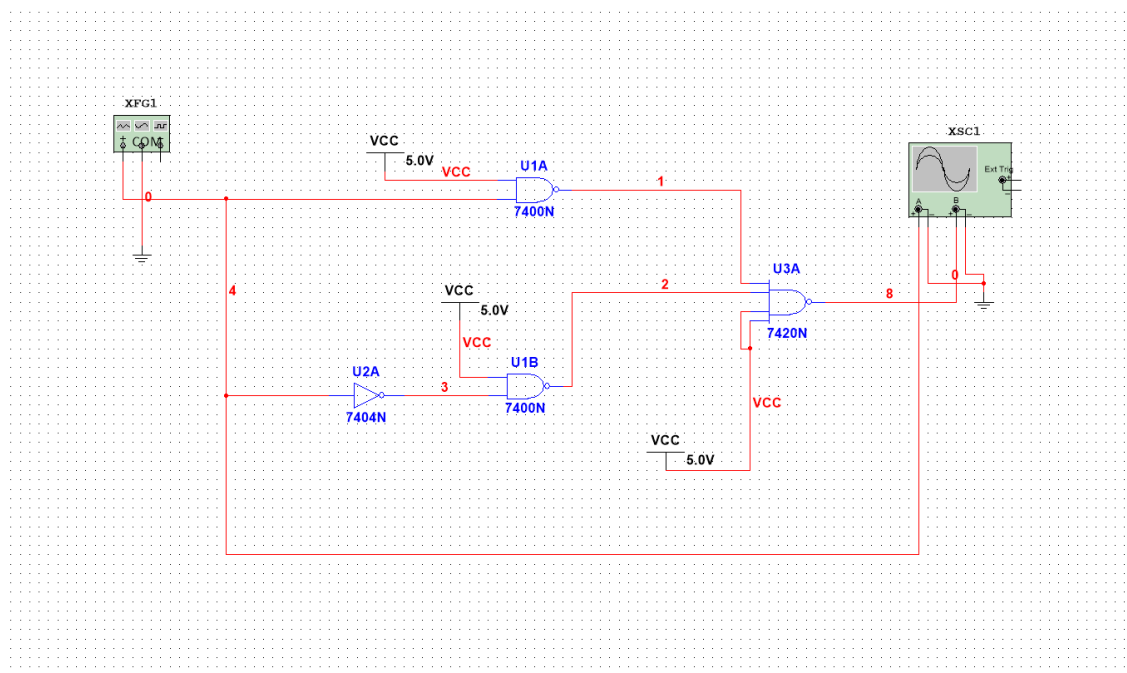 XFG1
COM
0
VCC
5.0V
VCC
U1A
7400N
1
XSC1
Ext Trig
+
A
B
+
+
0
4
VCC
5.0V
VCC
2
U3A
7420N
8
U2A
7404N
3
U1B
7400N
VCC
VCC
5.0V